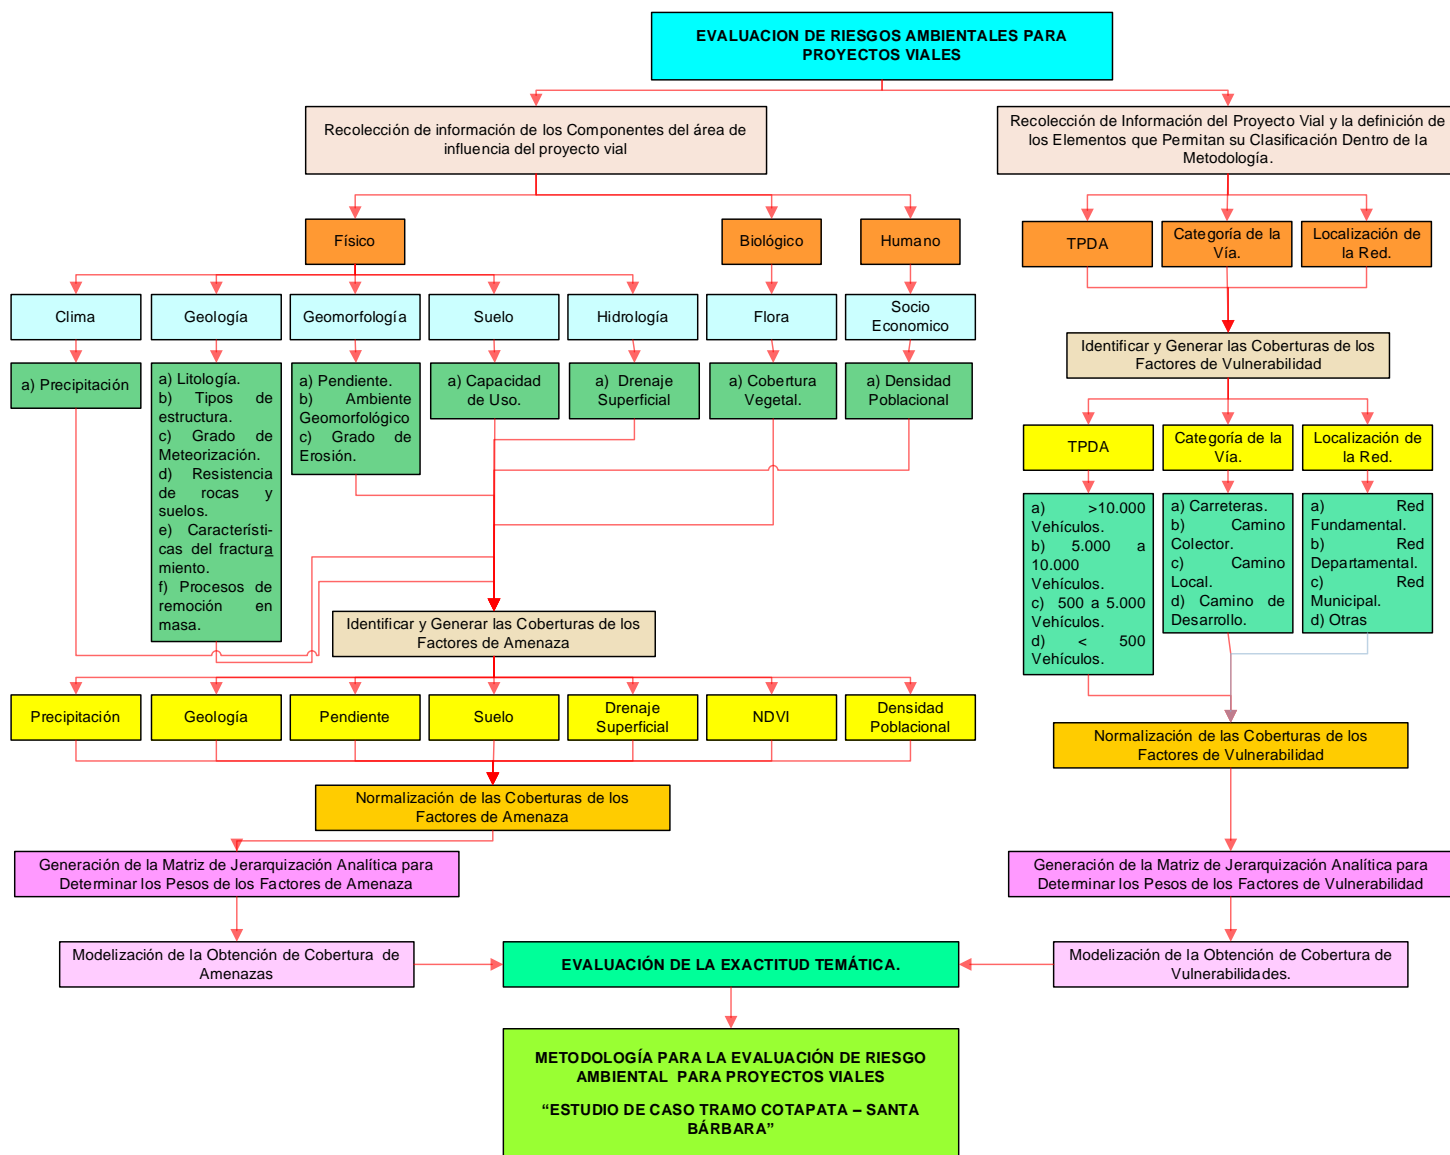 EVALUACION DE RIESGOS AMBIENTALES PARA
PROYECTOS VIALES
Recolección de información de los Componentes del área de
influencia del proyecto vial
Recolección de Información del Proyecto Vial y la definición de
los Elementos que Permitan su Clasificación Dentro de la
Metodología.
Físico
Biológico
Humano
TPDA
Categoría de la
Vía.
Localización de
la Red.
Clima
Geología
Geomorfología
Suelo
Hidrología
Flora
Socio
Economico
Identificar y Generar las Coberturas de los
Factores de Vulnerabilidad
a) Precipitación
a) Litología.
b) Tipos de
estructura.
c) Grado de
Meteorización.
d) Resistencia
de rocas y
suelos.
e) Característi-
cas del fractura
miento.
f) Procesos de
remoción en
masa.
a) Pendiente.
b) Ambiente
Geomorfológico
c) Grado de
Erosión.
a) Capacidad
de Uso.
a) Drenaje
Superficial
a) Cobertura
Vegetal.
a) Densidad
Poblacional
TPDA
Categoría de la
Vía.
Localización de
la Red.
a) >10.000
Vehículos.
b) 5.000 a
10.000
Vehículos.
c) 500 a 5.000
Vehículos.
d) < 500
Vehículos.
a) Carreteras.
b) Camino
Colector.
c) Camino
Local.
d) Camino de
Desarrollo.
a) Red
Fundamental.
b) Red
Departamental.
c) Red
Municipal.
d) Otras
Identificar y Generar las Coberturas de los
Factores de Amenaza
Precipitación
Geología
Pendiente
Suelo
Drenaje
Superficial
NDVI
Densidad
Poblacional
Normalización de las Coberturas de los
Factores de Vulnerabilidad
Normalización de las Coberturas de los
Factores de Amenaza
Generación de la Matriz de Jerarquización Analítica para
Determinar los Pesos de los Factores de Amenaza
Generación de la Matriz de Jerarquización Analítica para
Determinar los Pesos de los Factores de Vulnerabilidad
Modelización de la Obtención de Cobertura de
Amenazas
EVALUACIÓN DE LA EXACTITUD TEMÁTICA.
Modelización de la Obtención de Cobertura de
Vulnerabilidades.
METODOLOGÍA PARA LA EVALUACIÓN DE RIESGO
AMBIENTAL PARA PROYECTOS VIALES
“ESTUDIO DE CASO TRAMO COTAPATA – SANTA
BÁRBARA”